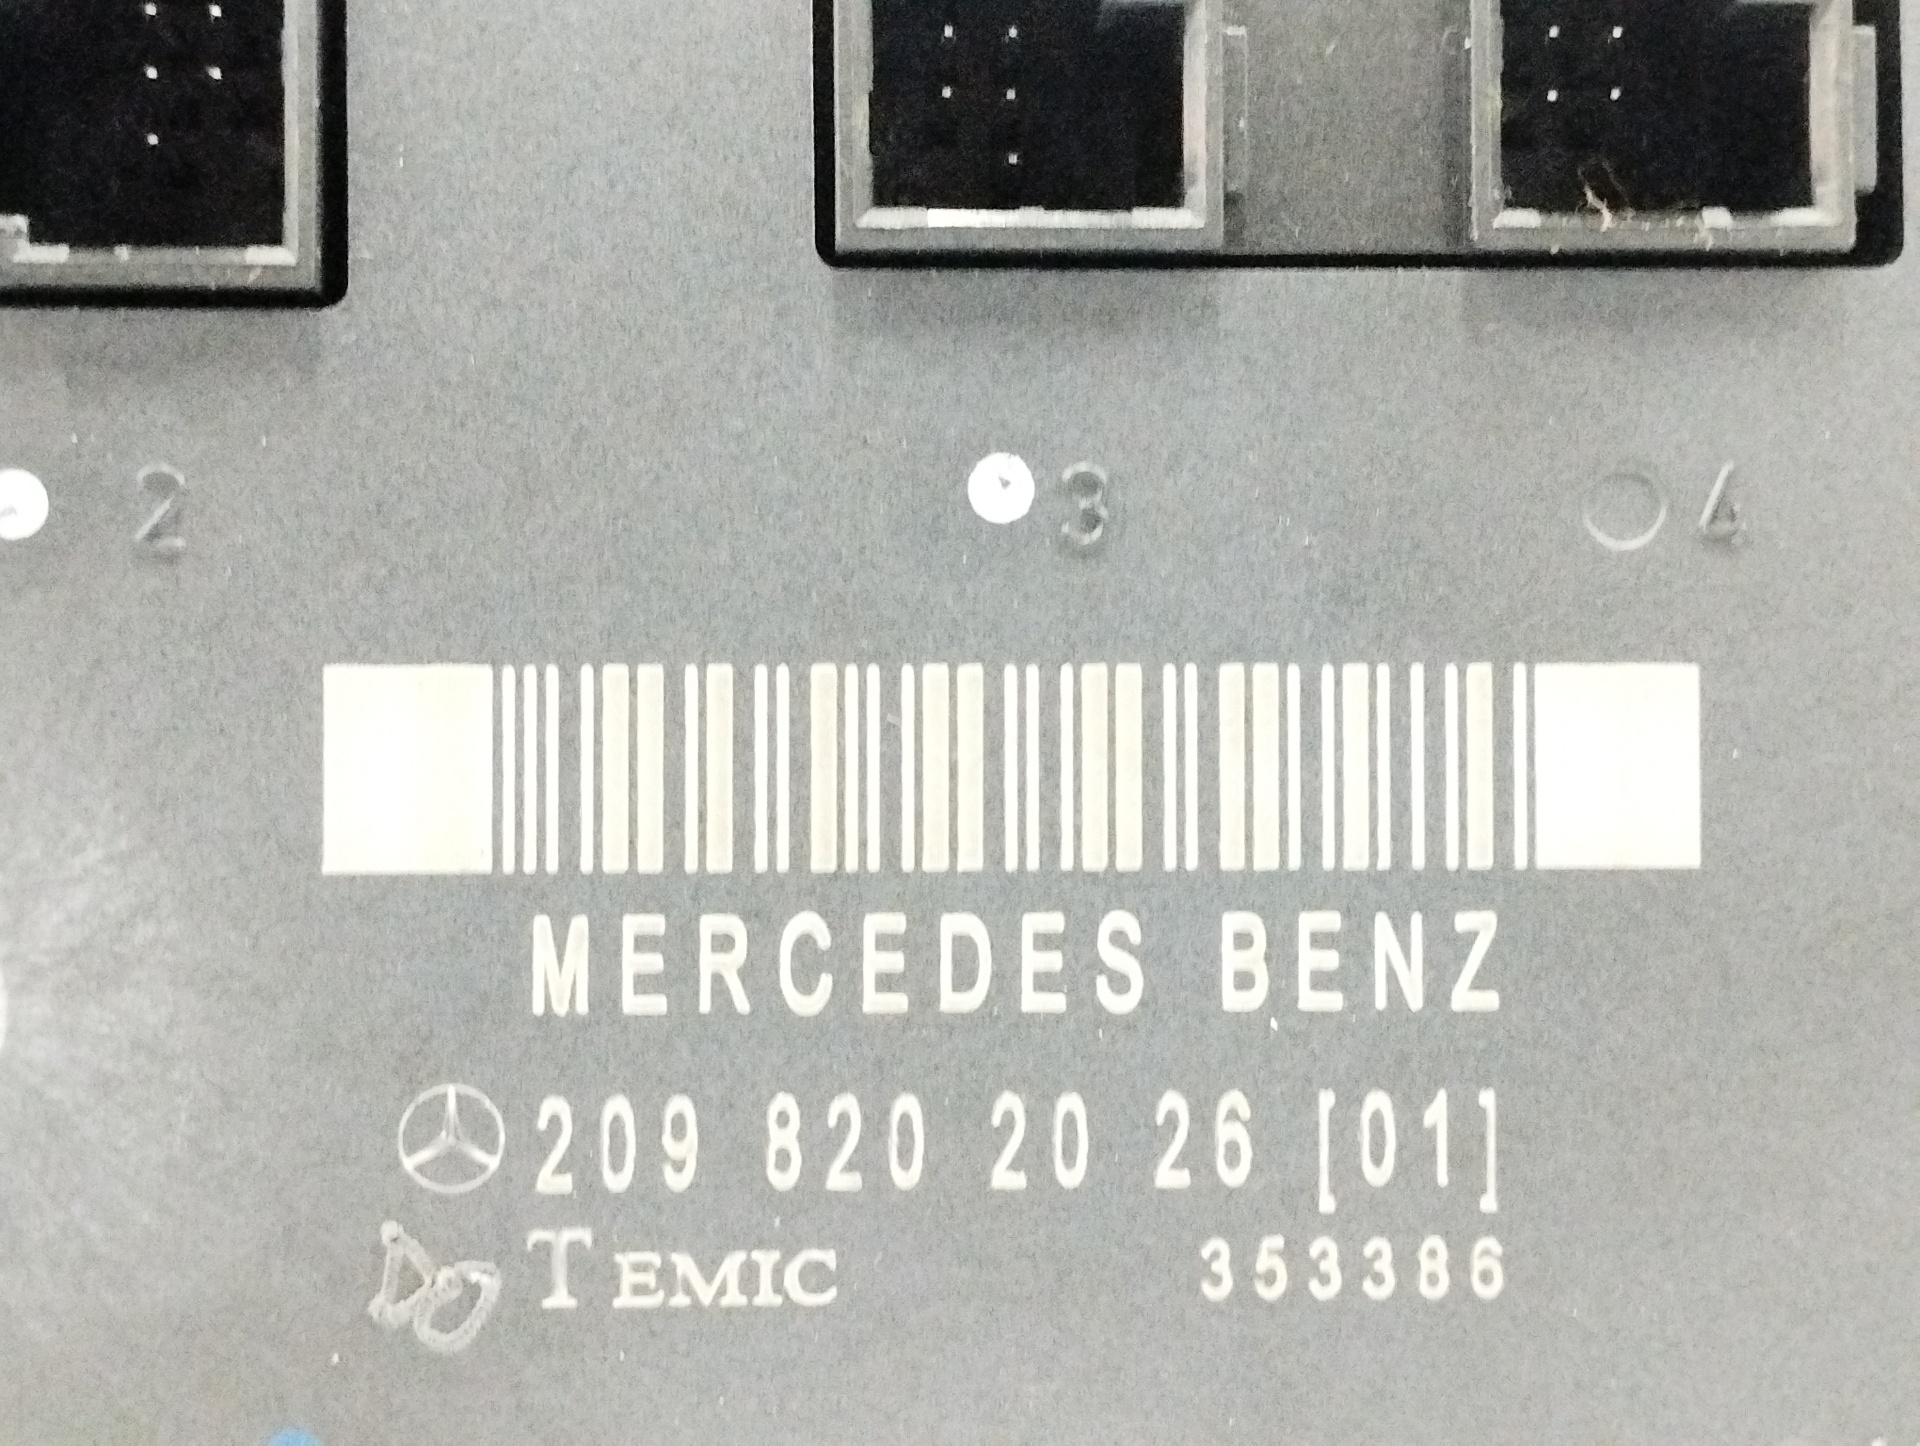 2 3 4
MERCEDES BENZ
209 820 20 26 [01]
TEMIC 353386